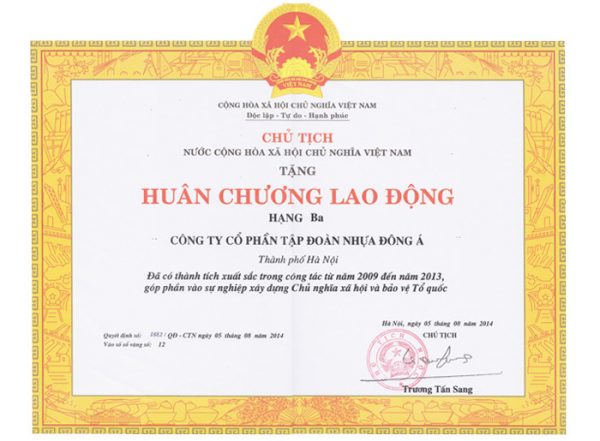 VIỆT NAM
CỘNG HÒA XÃ HỘI CHỦ NGHĨA VIỆT NAM
Độc lập - Tự do - Hạnh phúc
CHỦ TỊCH
NƯỚC CỘNG HÒA XÃ HỘI CHỦ NGHĨA VIỆT NAM
TẶNG
HUÂN CHƯƠNG LAO ĐỘNG
HẠNG Ba
CÔNG TY CỔ PHẦN TẬP ĐOÀN NHỰA ĐÔNG Á
Thành phố Hà Nội
Đã có thành tích xuất sắc trong công tác từ năm 2009 đến năm 2013,
góp phần vào sự nghiệp xây dựng Chủ nghĩa xã hội và bảo vệ Tổ quốc
Quyết định số: 1882/ QĐ - CTN ngày 05 tháng 08 năm 2014
Vào sổ số vàng số: 12
Hà Nội, ngày 05 tháng 08 năm 2014
CHỦ TỊCH
Trương Tấn Sang